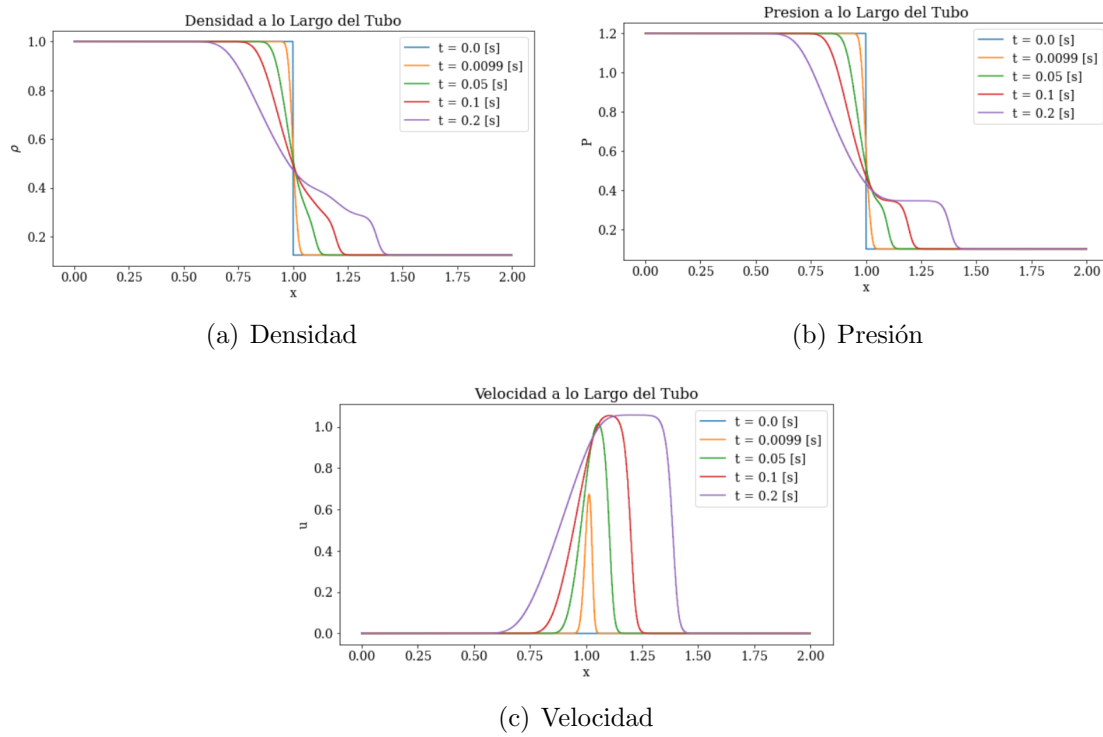 Densidad a lo Largo del Tubo
1.0
0.8
0.6
0.4
0.2
ρ
0.00 0.25 0.50 0.75 1.00 1.25 1.50 1.75 2.00
x
t = 0.0 [s]
t = 0.0099 [s]
t = 0.05 [s]
t = 0.1 [s]
t = 0.2 [s]
(a) Densidad
Presion a lo Largo del Tubo
1.2
1.0
0.8
0.6
0.4
0.2
P
0.00 0.25 0.50 0.75 1.00 1.25 1.50 1.75 2.00
x
t = 0.0 [s]
t = 0.0099 [s]
t = 0.05 [s]
t = 0.1 [s]
t = 0.2 [s]
(b) Presión
Velocidad a lo Largo del Tubo
1.0
0.8
0.6
0.4
0.2
0.0
u
0.00 0.25 0.50 0.75 1.00 1.25 1.50 1.75 2.00
x
t = 0.0 [s]
t = 0.0099 [s]
t = 0.05 [s]
t = 0.1 [s]
t = 0.2 [s]
(c) Velocidad